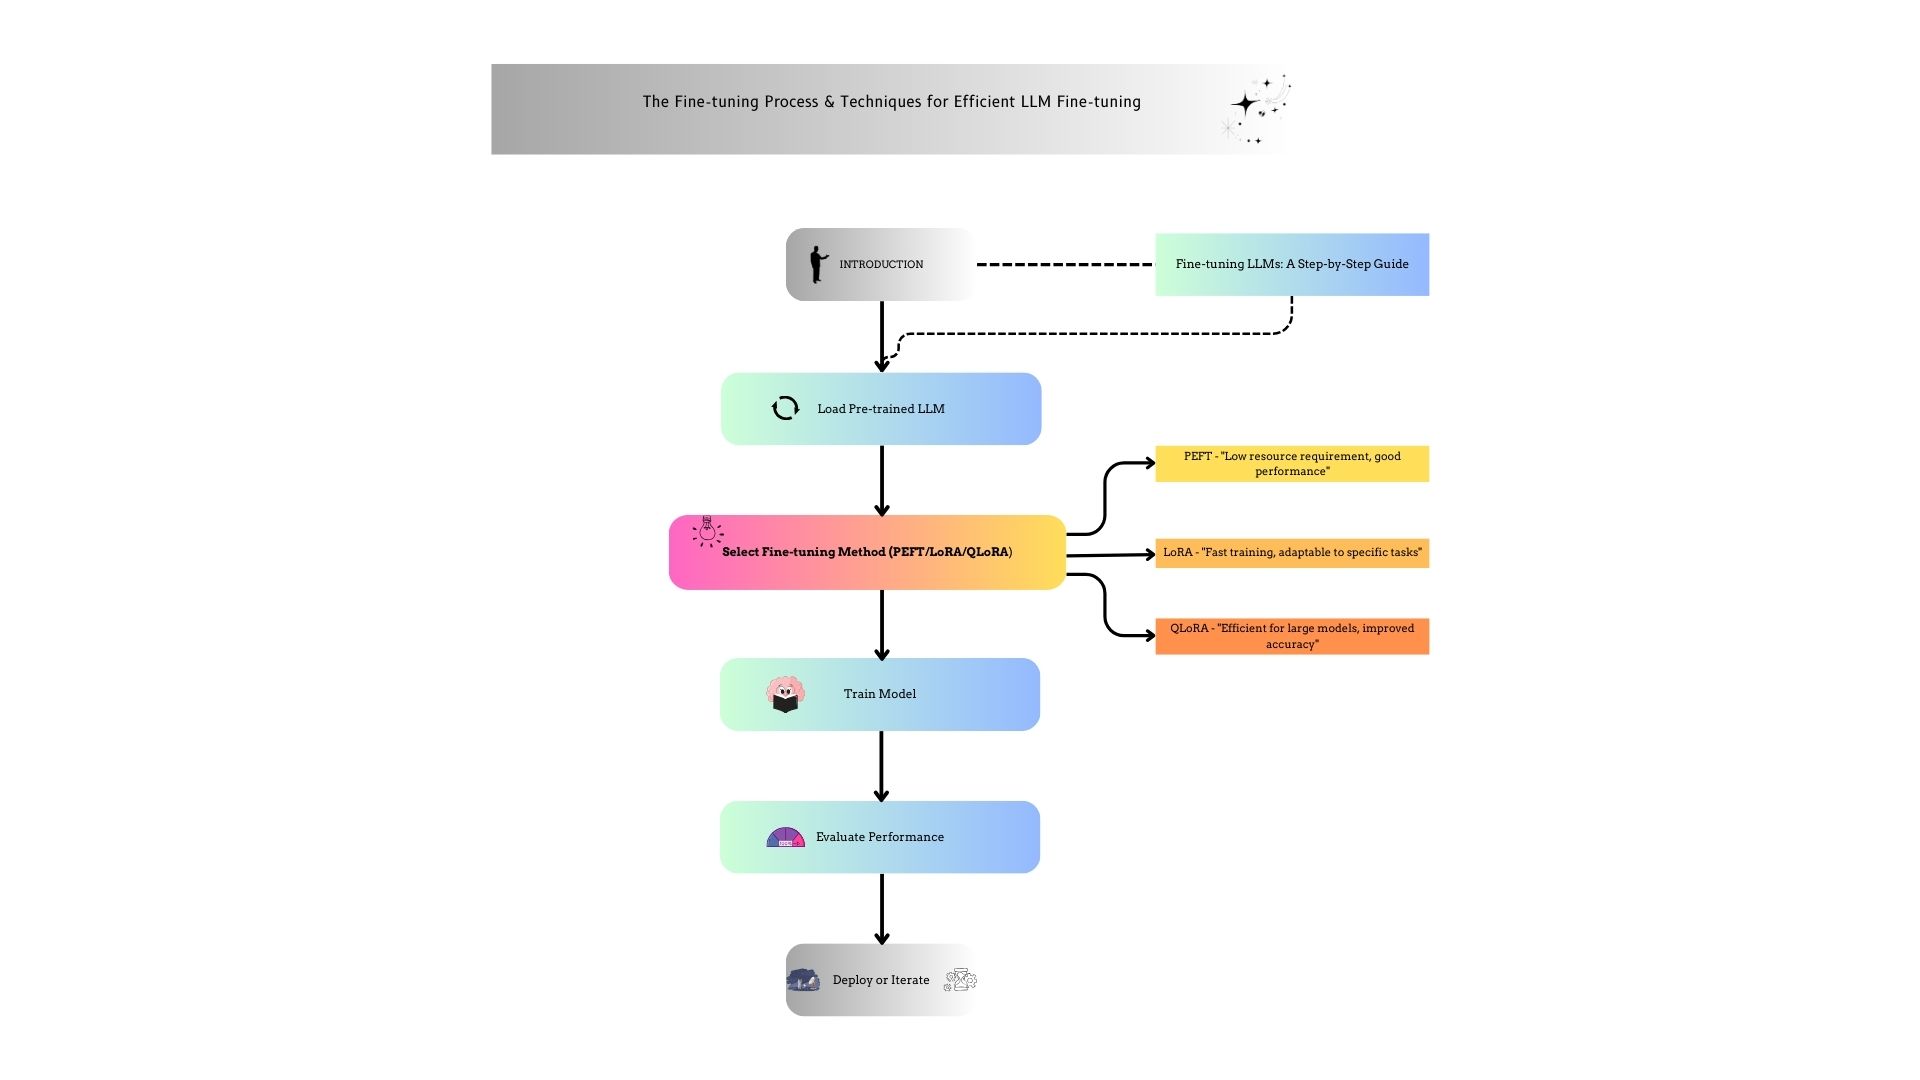 The Fine-tuning Process & Techniques for Efficient LLM Fine-tuning
INTRODUCTION
Fine-tuning LLMs: A Step-by-Step Guide
Load Pre-trained LLM
PEFT - "Low resource requirement, good
performance"
Select Fine-tuning Method (PEFT/LoRA/QLoRA)
LoRA - "Fast training, adaptable to specific tasks"
QLoRA - "Efficient for large models, improved
accuracy"
Train Model
Evaluate Performance
Deploy or Iterate